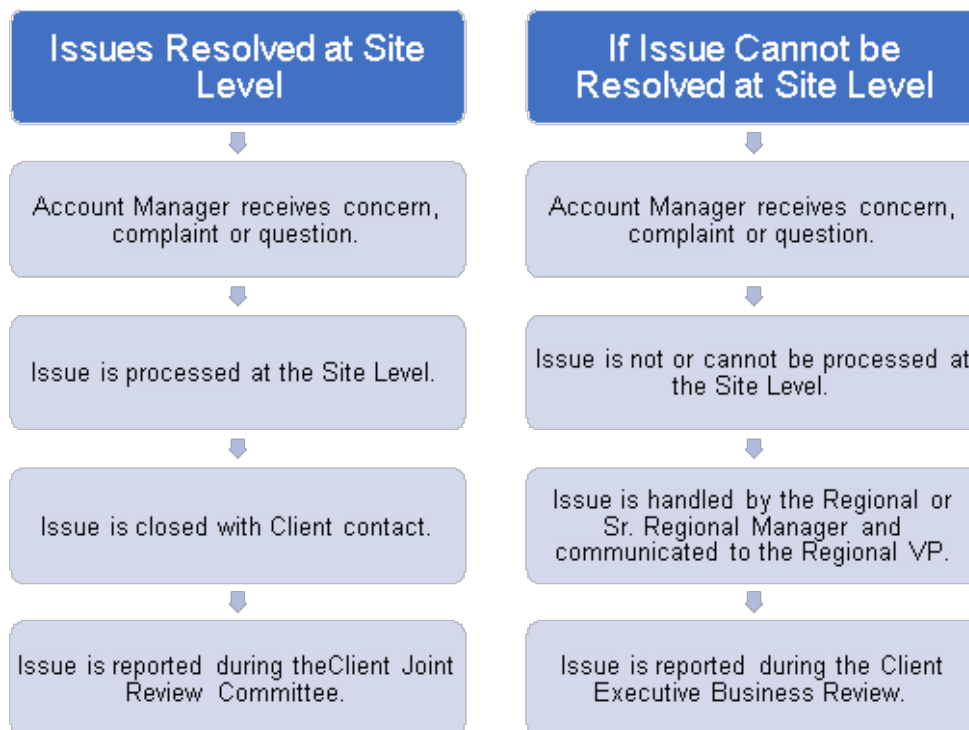 Issues Resolved at Site
Level
Account Manager receives concern,
complaint or question.
Issue is processed at the Site Level.
Issue is closed with Client contact.
Issue is reported during theClient Joint
Review Committee.
If Issue Cannot be
Resolved at Site Level
Account Manager receives concern,
complaint or question.
Issue is not or cannot be processed at
the Site Level.
Issue is handled by the Regional or
Sr. Regional Manager and
communicated to the Regional VP.
Issue is reported during the Client
Executive Business Review.